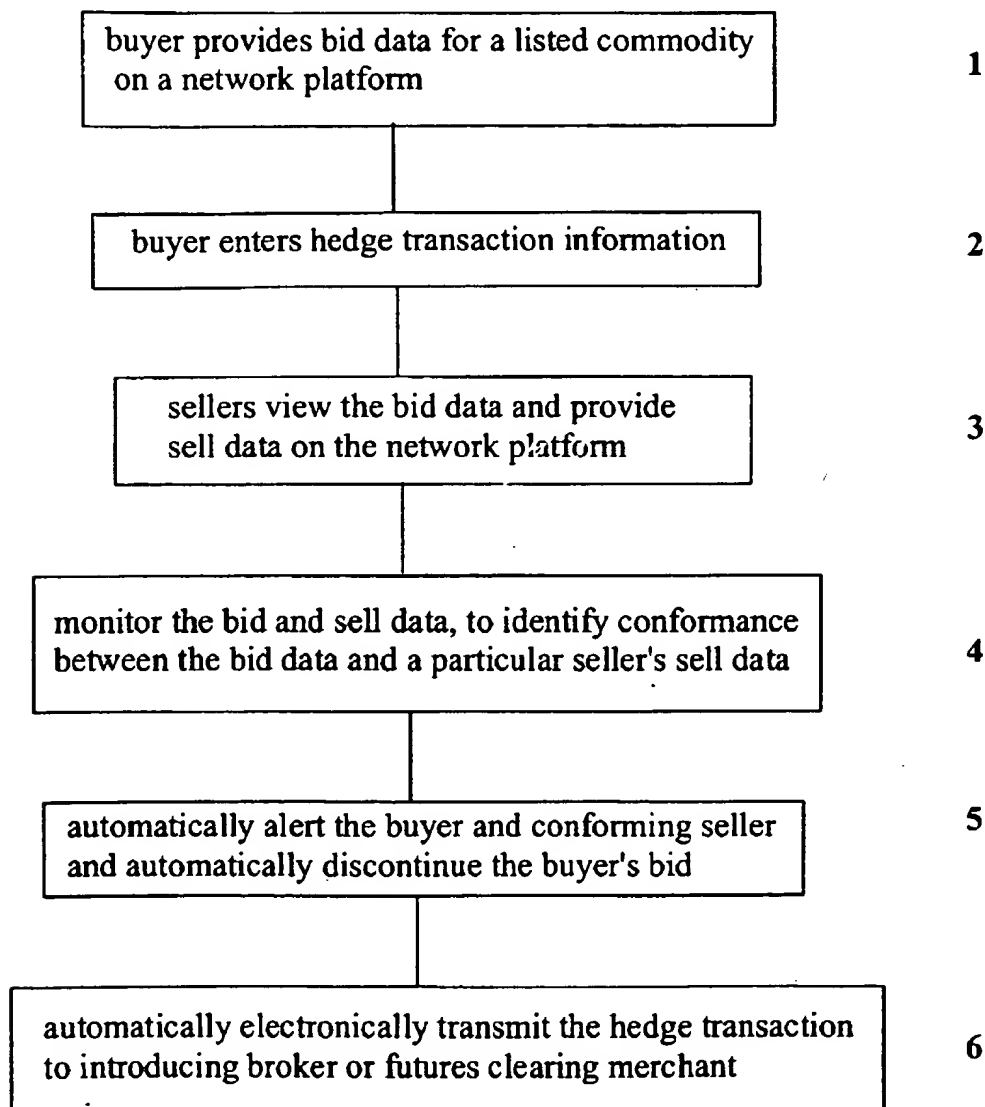 buyer provides bid data for a listed commodity
on a network platform
1
buyer enters hedge transaction information
2
sellers view the bid data and provide
sell data on the network platform
3
monitor the bid and sell data, to identify conformance
between the bid data and a particular seller's sell data
4
automatically alert the buyer and conforming seller
and automatically discontinue the buyer's bid
5
automatically electronically transmit the hedge transaction
to introducing broker or futures clearing merchant
6